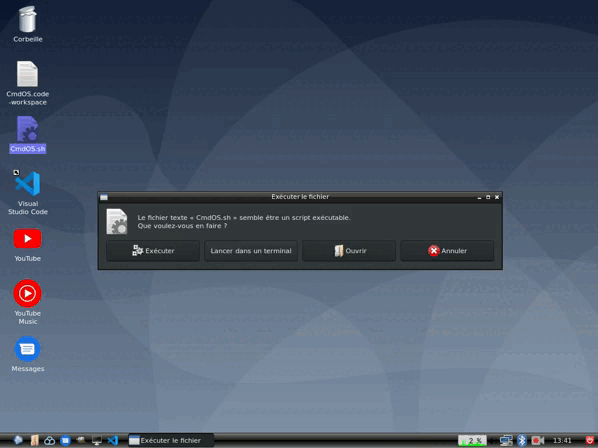 Corbeille
CmdOS.code
-workspace
CmdOS.sh
Visual
Studio Code
YouTube
YouTube
Music
Messages
Exécuter le fichier
Le fichier texte « CmdOS.sh » semble être un script exécutable.
Que voulez-vous en faire ?
Exécuter
Lancer dans un terminal
Ouvrir
Annuler
Exécuter le fichier
2 %
13:41